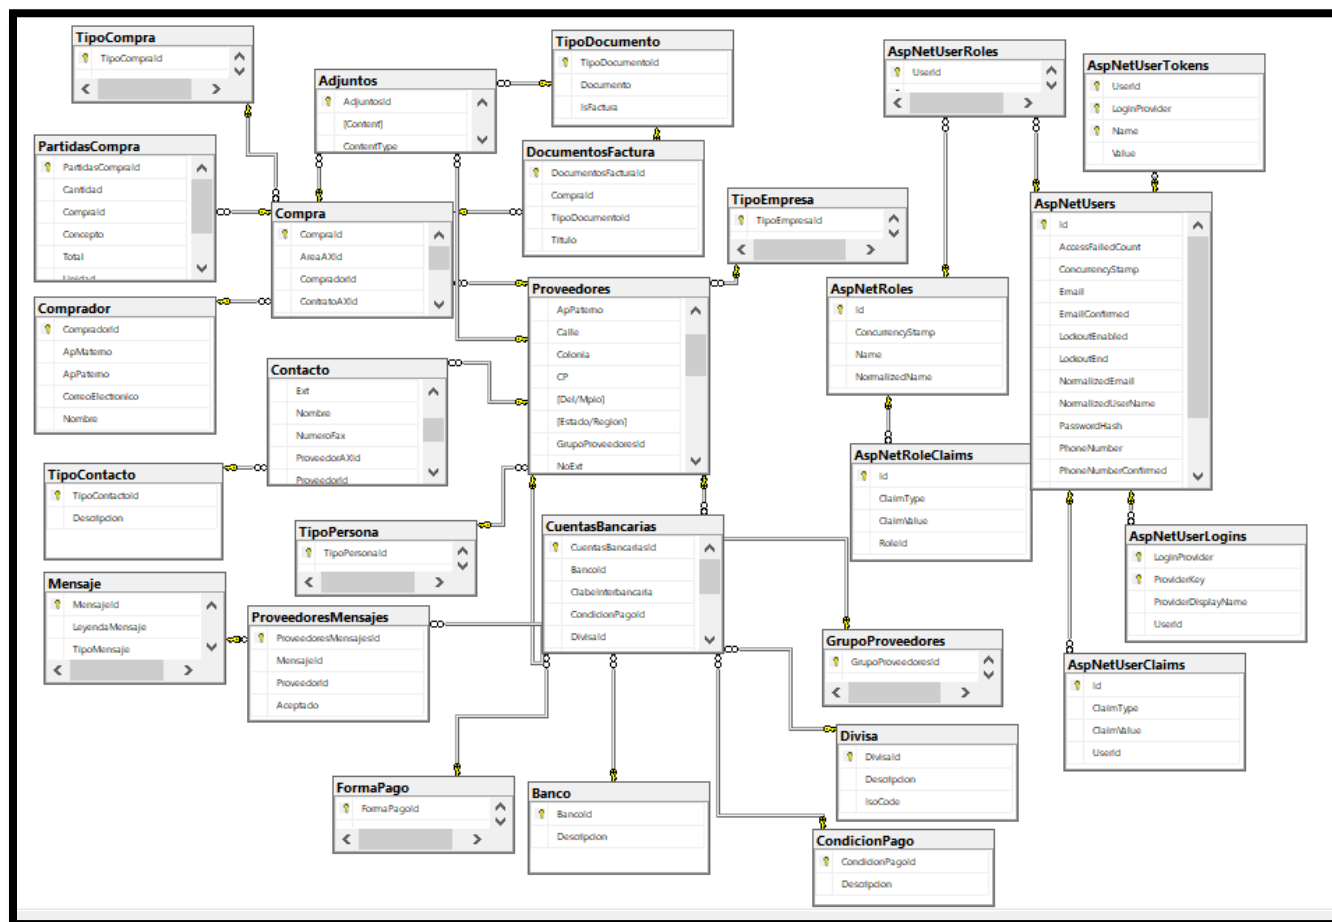 TipoCompra
TipoCompraId
Adjuntos
AdjuntosId
[Content]
ContentType
TipoDocumento
TipoDocumentoId
Documento
IsFactura
AspNetUserRoles
UserId
AspNetUserTokens
UserId
LoginProvider
Name
Value
PartidasCompra
PartidasCompraId
Cantidad
CompraId
Concepto
Total
Unidad
DocumentosFactura
DocumentosFacturaId
CompraId
TipoDocumentoId
Titulo
TipoEmpresa
TipoEmpresaId
AspNetUsers
Id
AccessFailedCount
ConcurrencyStamp
Email
EmailConfirmed
LockoutEnabled
LockoutEnd
NormalizedEmail
NormalizedUserName
PasswordHash
PhoneNumber
PhoneNumberConfirmed
Compra
CompraId
AreaAXId
CompradorId
ContratoAXId
Proveedores
ApPaterno
Calle
Colonia
CP
[Del/Mpio]
[Estado/Region]
GrupoProveedoresId
NoExt
AspNetRoles
Id
ConcurrencyStamp
Name
NormalizedName
Comprador
CompradorId
ApMaterno
ApPaterno
CorreoElectronico
Nombre
Contacto
Ext
Nombre
NumeroFax
ProveedorAXId
ProveedorId
AspNetRoleClaims
Id
ClaimType
ClaimValue
RoleId
TipoContacto
TipoContactoId
Descripcion
TipoPersona
TipoPersonaId
CuentasBancarias
CuentasBancariasId
BancoId
ClabeInterbancaria
CondicionPagoId
DivisaId
AspNetUserLogins
LoginProvider
ProviderKey
ProviderDisplayName
UserId
Mensaje
MensajeId
LeyendaMensaje
TipoMensaje
ProveedoresMensajes
ProveedoresMensajesId
MensajeId
ProveedorId
Aceptado
GrupoProveedores
GrupoProveedoresId
AspNetUserClaims
Id
ClaimType
ClaimValue
UserId
Divisa
DivisaId
Descripcion
IsoCode
FormaPago
FormaPagoId
Banco
BancoId
Descripcion
CondicionPago
CondicionPagoId
Descripcion